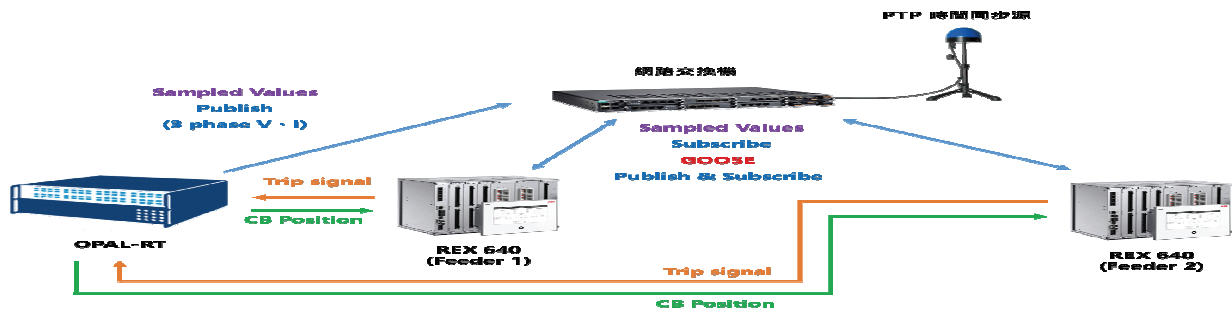 PTP 時間同步源
網路交換機
Sampled Values
Publish
(3 phase V、I)
Sampled Values
Subscribe
GOOSE
Publish & Subscribe
Trip signal
CB Position
OPAL-RT
REX 640
(Feeder 1)
REX 640
(Feeder 2)
Trip signal
CB Position